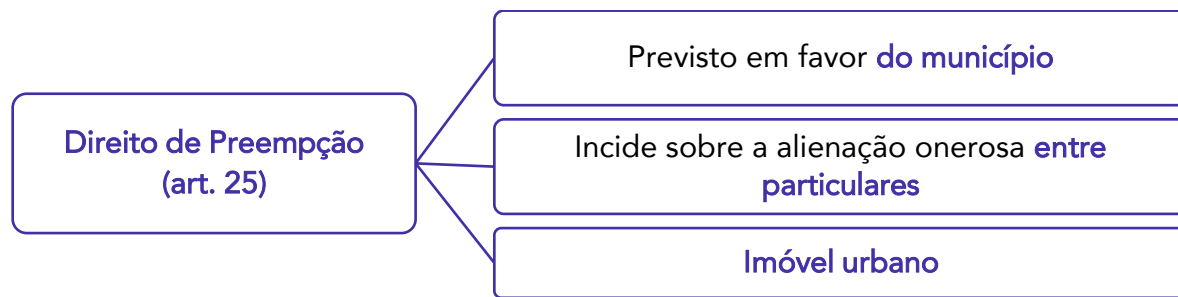 Direito de Preempção
(art. 25)
Previsto em favor do município
Incide sobre a alienação onerosa entre
particulares
Imóvel urbano